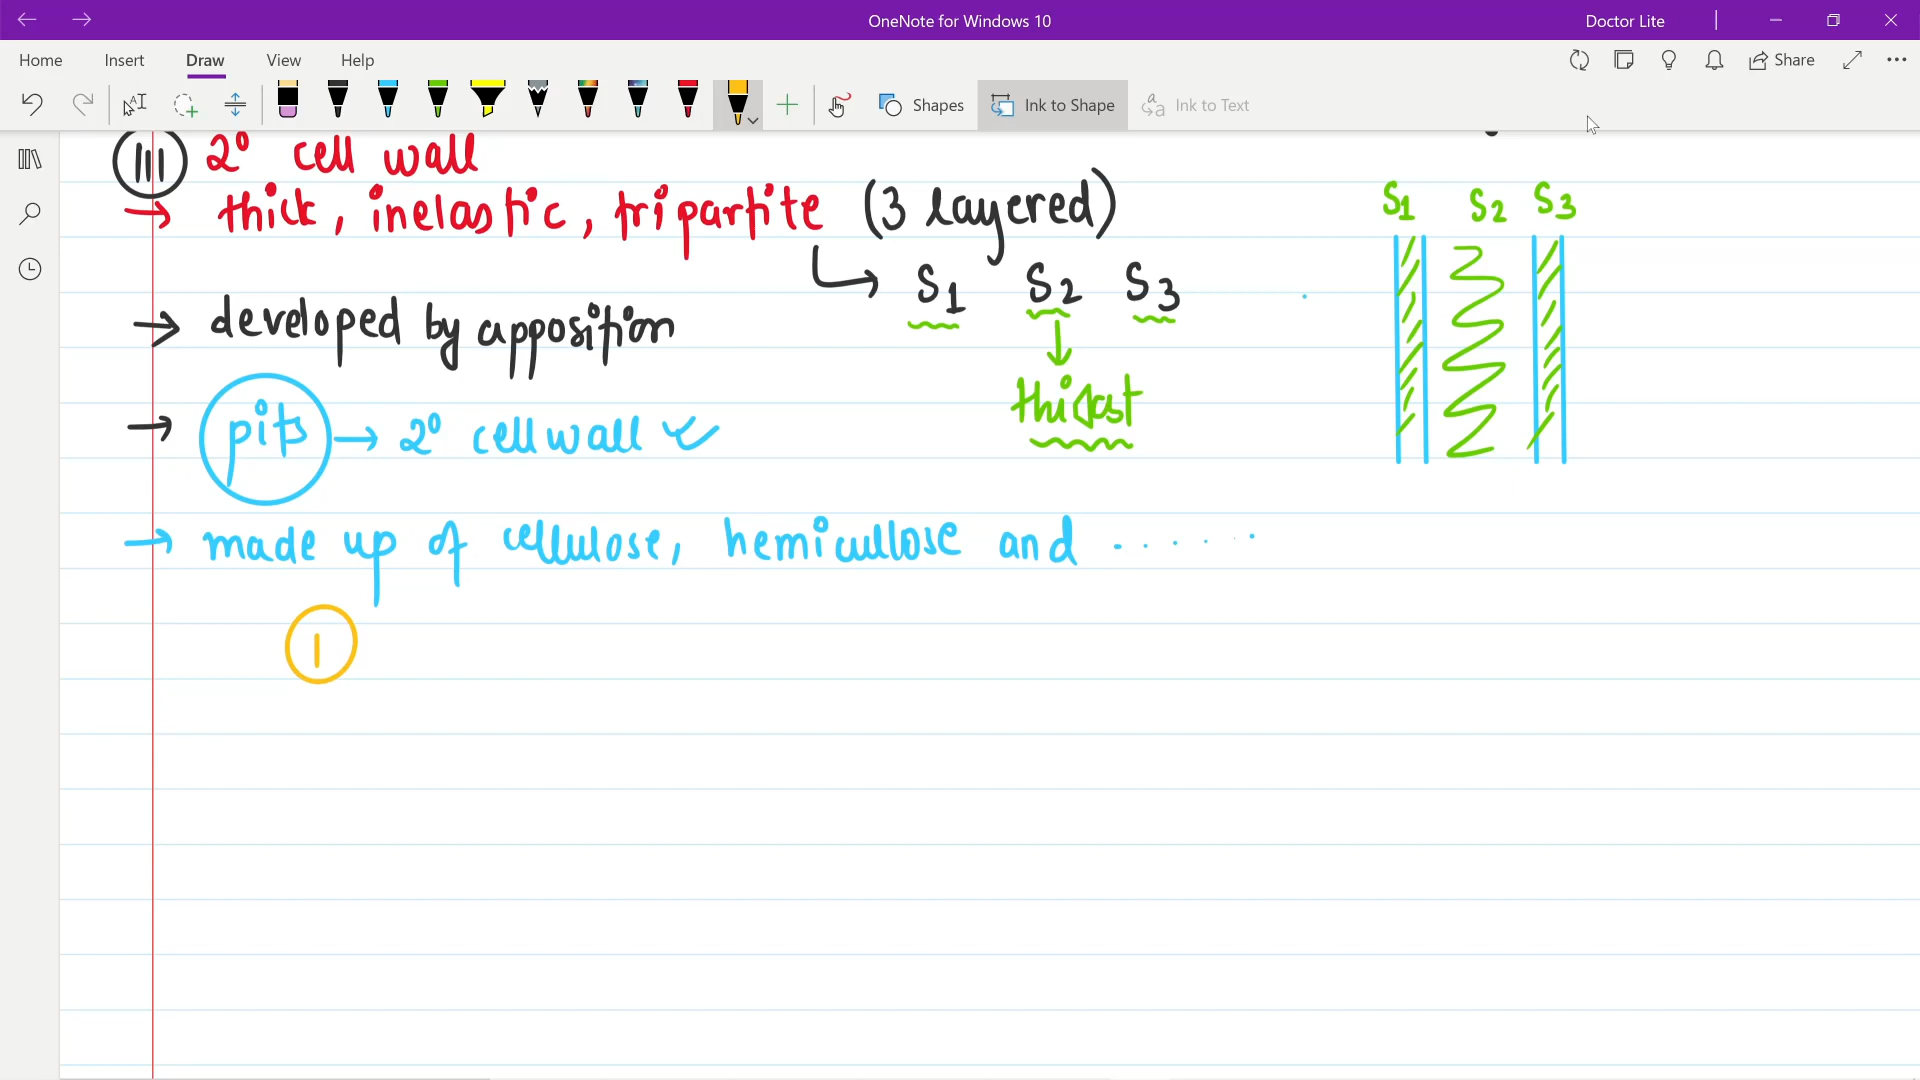 OneNote for Windows 10
Doctor Lite
Home Insert Draw View Help
Share
Shapes Ink to Shape Ink to Text
III 2° cell wall
→ thick, inelastic, tripartite (3 layered)
S1 S2 S3
↳ S1 S2 S3
→ developed by apposition
thickest
→ pits → 2° cell wall
→ made up of cellulose, hemicullose and ......
1